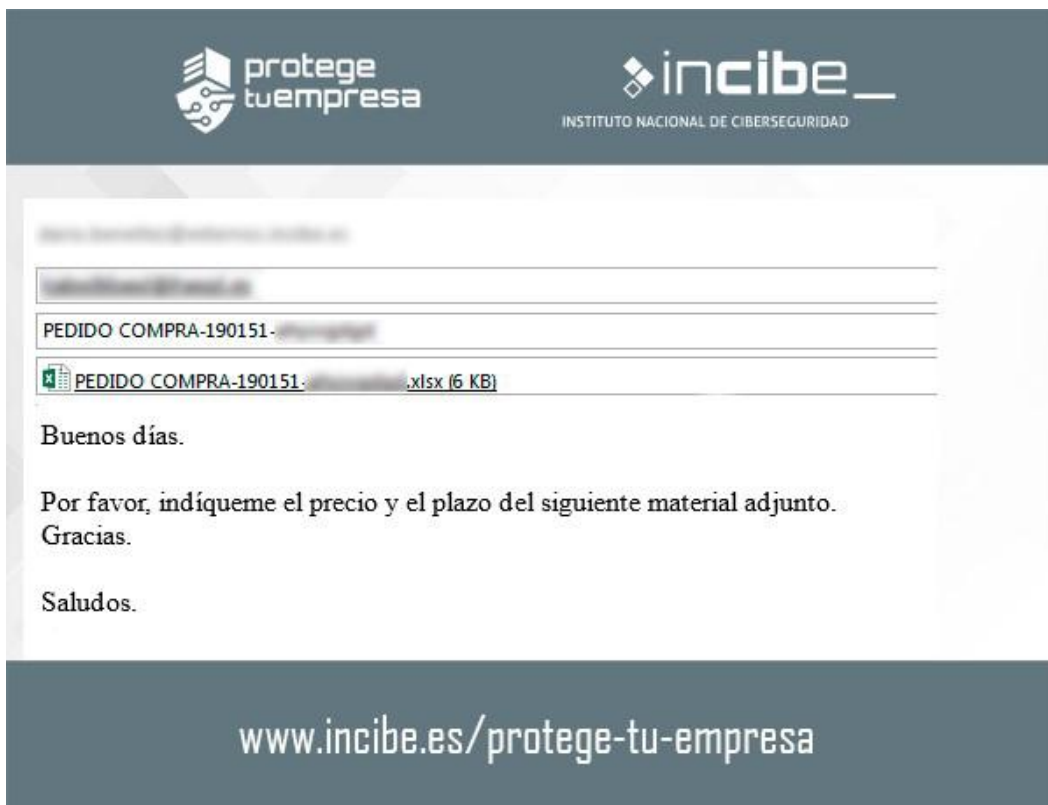 protege
tuempresa
incibe_
INSTITUTO NACIONAL DE CIBERSEGURIDAD
PEDIDO COMPRA-190151-
PEDIDO COMPRA-190151- .xlsx (6 KB)
Buenos días.
Por favor, indíqueme el precio y el plazo del siguiente material adjunto.
Gracias.
Saludos.
www.incibe.es/protege-tu-empresa